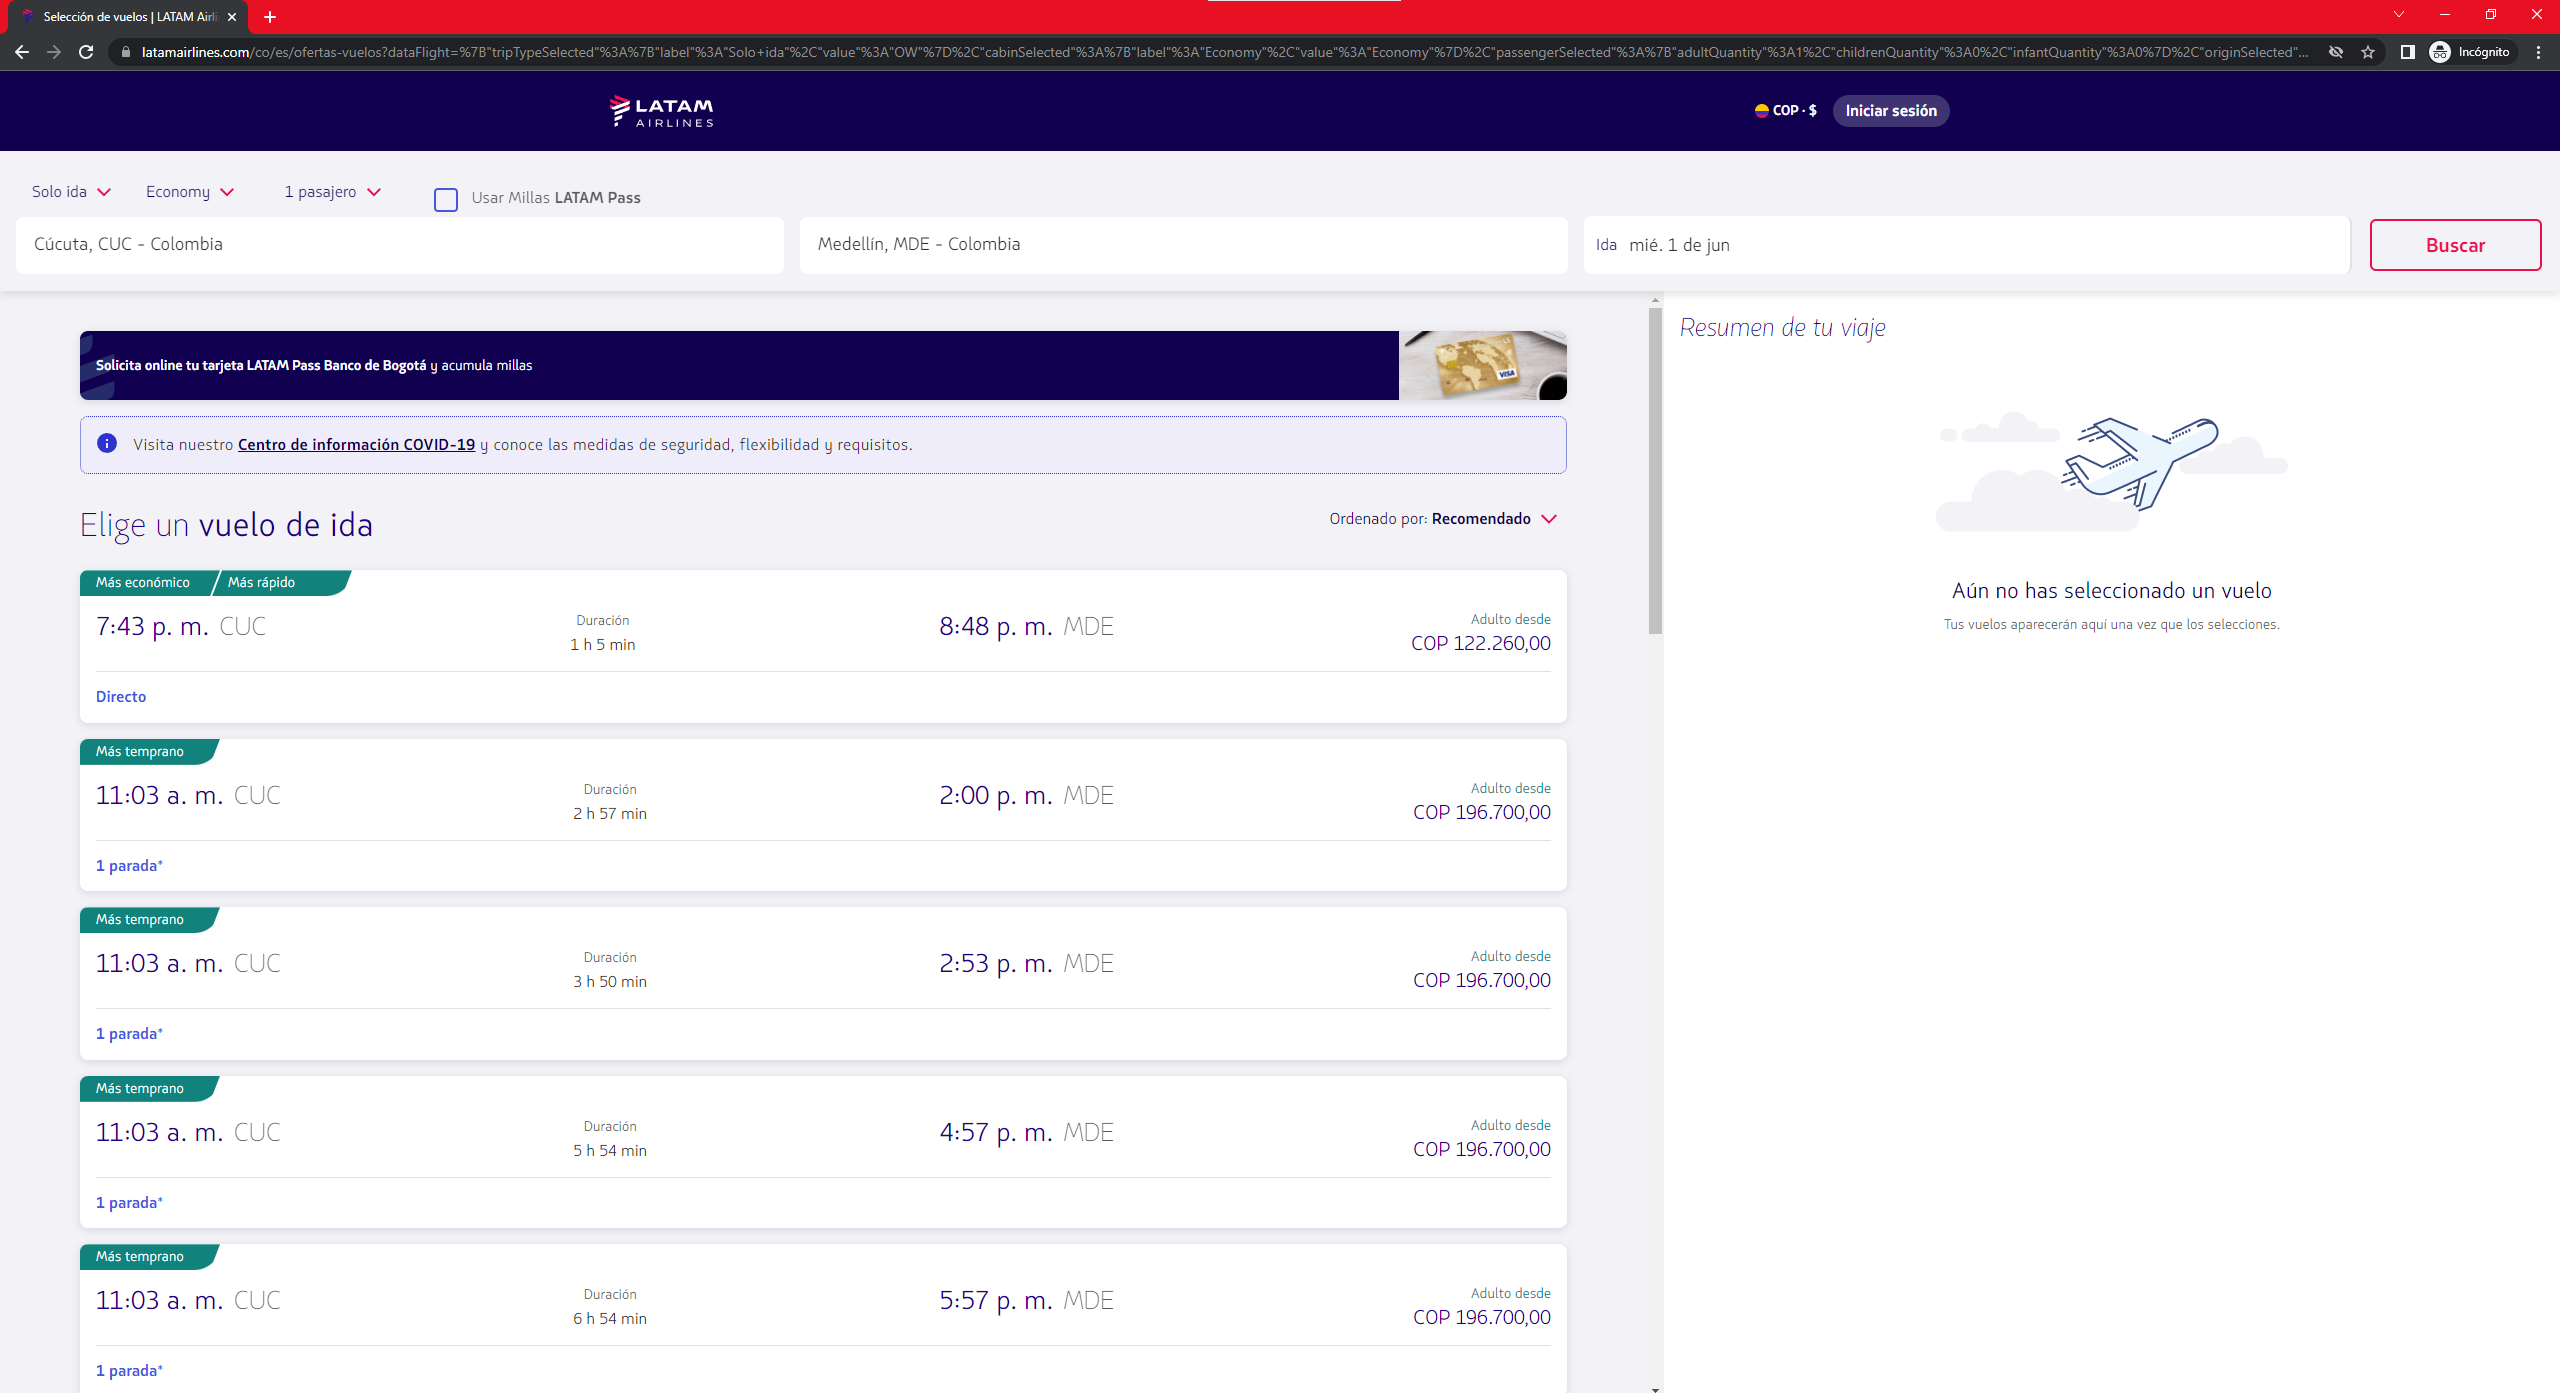 Selección de vuelos | LATAM Airli
latamairlines.com/co/es/ofertas-vuelos?dataFlight=%7B"tripTypeSelected"%3A%7B"label"%3A"Solo+ida"%2C"value"%3A"OW"%7D%2C"cabinSelected"%3A%7B"label"%3A"Economy"%2C"value"%3A"Economy"%7D%2C"passengerSelected"%3A%7B"adultQuantity"%3A1%2C"childrenQuantity"%3A0%2C"infantQuantity"%3A0%7D%2C"originSelected"...
Incógnito
LATAM
AIRLINES
COP · $
Iniciar sesión
Solo ida
Economy
1 pasajero
Usar Millas LATAM Pass
Cúcuta, CUC - Colombia
Medellín, MDE - Colombia
Ida mié. 1 de jun
Buscar
Solicita online tu tarjeta LATAM Pass Banco de Bogotá y acumula millas
VISA
Visita nuestro Centro de información COVID-19 y conoce las medidas de seguridad, flexibilidad y requisitos.
Elige un vuelo de ida
Ordenado por: Recomendado
Más económico Más rápido
7:43 p. m. CUC
Duración
1 h 5 min
8:48 p. m. MDE
Adulto desde
COP 122.260,00
Directo
Más temprano
11:03 a. m. CUC
Duración
2 h 57 min
2:00 p. m. MDE
Adulto desde
COP 196.700,00
1 parada*
Más temprano
11:03 a. m. CUC
Duración
3 h 50 min
2:53 p. m. MDE
Adulto desde
COP 196.700,00
1 parada*
Más temprano
11:03 a. m. CUC
Duración
5 h 54 min
4:57 p. m. MDE
Adulto desde
COP 196.700,00
1 parada*
Más temprano
11:03 a. m. CUC
Duración
6 h 54 min
5:57 p. m. MDE
Adulto desde
COP 196.700,00
1 parada*
Resumen de tu viaje
Aún no has seleccionado un vuelo
Tus vuelos aparecerán aquí una vez que los selecciones.